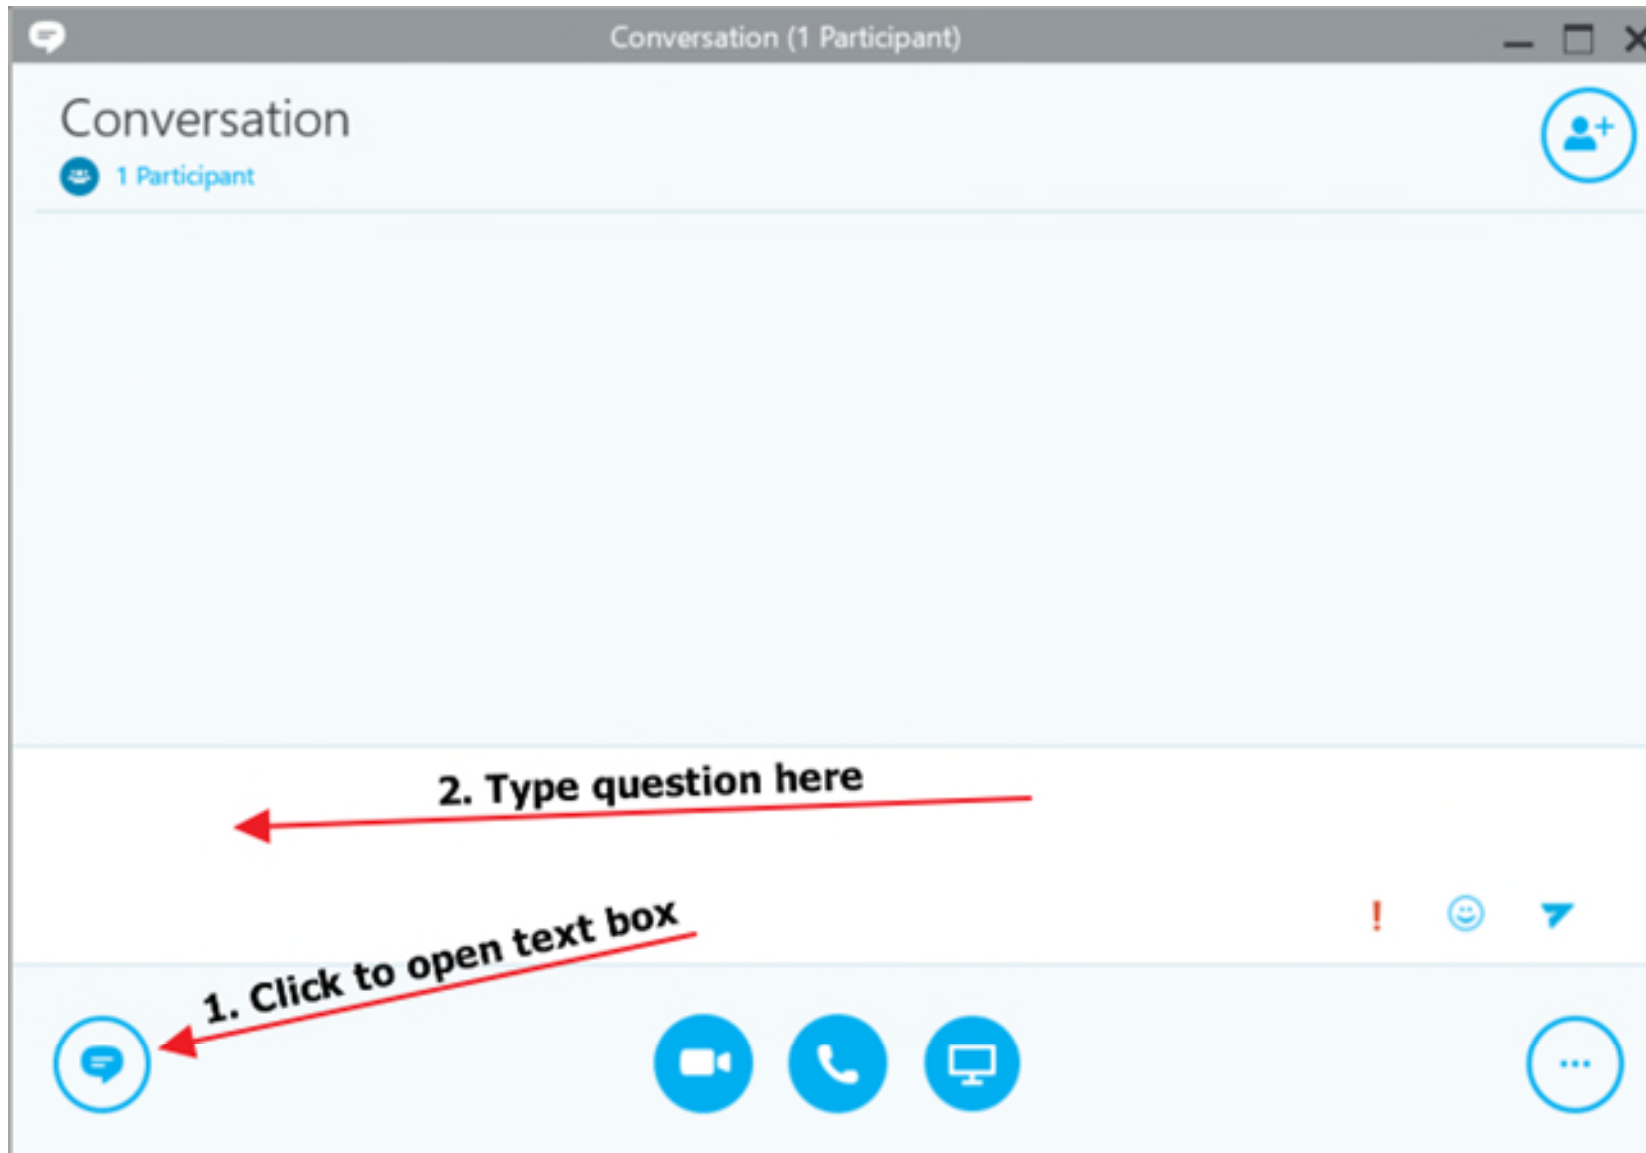 Conversation (1 Participant)
Conversation
1 Participant
2. Type question here
1. Click to open text box